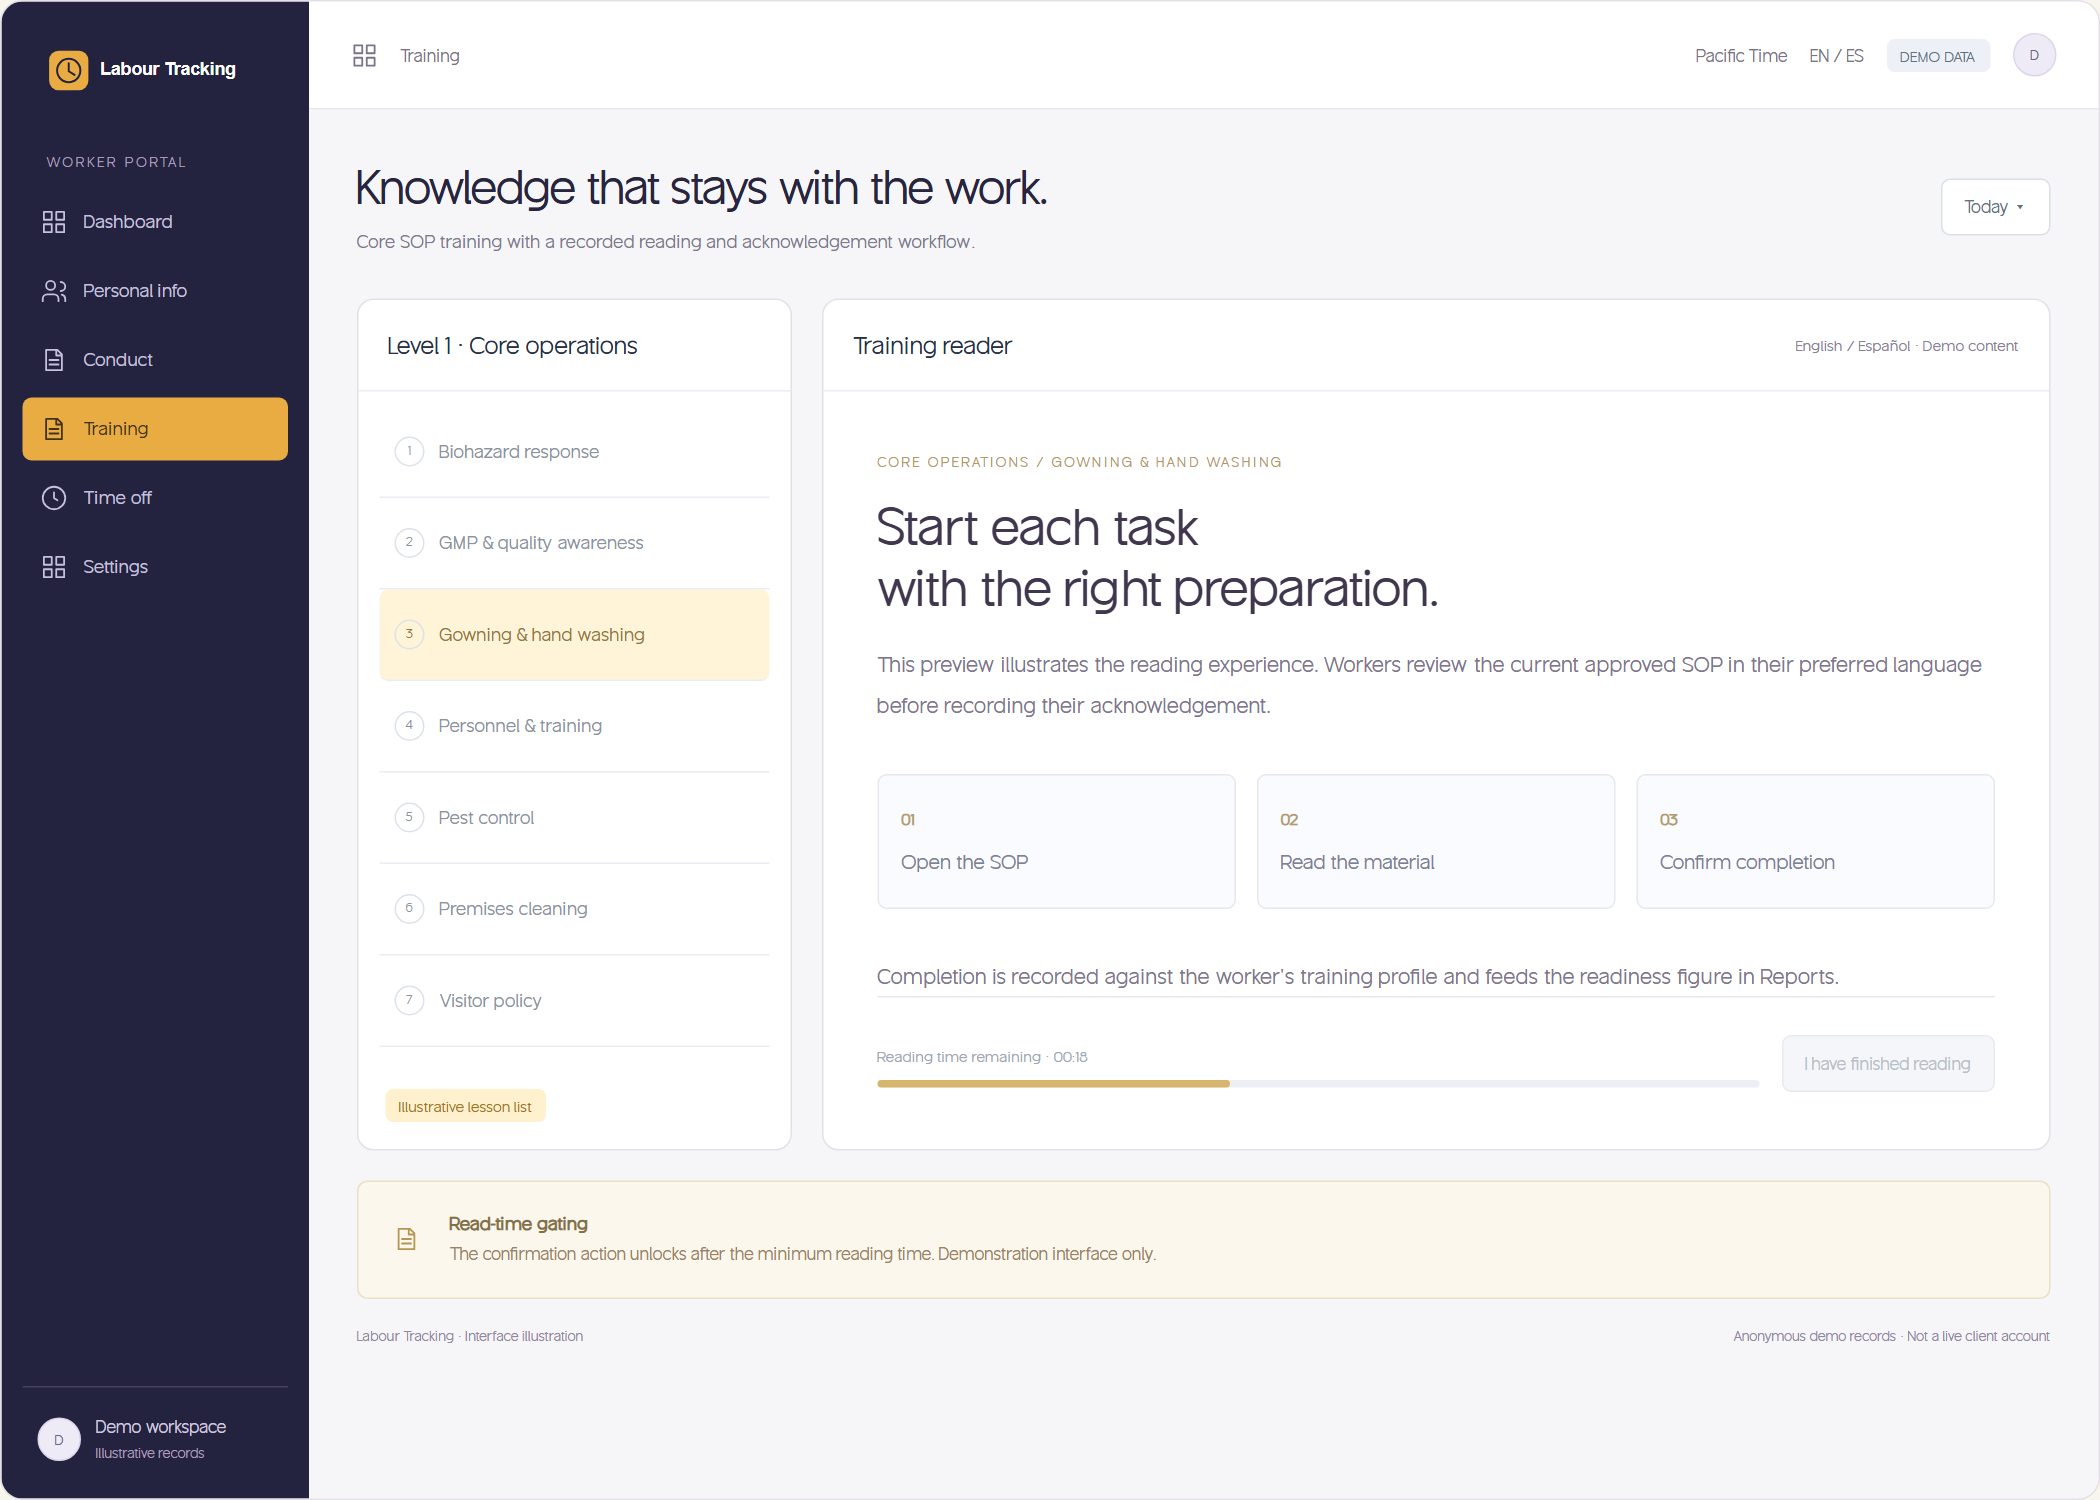 Labour Tracking
WORKER PORTAL
Dashboard
Personal info
Conduct
Training
Time off
Settings
Demo workspace
D
Illustrative records
Training
Pacific Time
EN / ES
DEMO DATA
D
Knowledge that stays with the work.
Core SOP training with a recorded reading and acknowledgement workflow.
Today
Level 1 · Core operations
1 Biohazard response
2 GMP & quality awareness
3 Gowning & hand washing
4 Personnel & training
5 Pest control
6 Premises cleaning
7 Visitor policy
Illustrative lesson list
Training reader
English / Español · Demo content
CORE OPERATIONS / GOWNING & HAND WASHING
Start each task
with the right preparation.
This preview illustrates the reading experience. Workers review the current approved SOP in their preferred language
before recording their acknowledgement.
01
Open the SOP
02
Read the material
03
Confirm completion
Completion is recorded against the worker's training profile and feeds the readiness figure in Reports.
Reading time remaining · 00:18
I have finished reading
Read-time gating
The confirmation action unlocks after the minimum reading time. Demonstration interface only.
Labour Tracking · Interface illustration
Anonymous demo records · Not a live client account